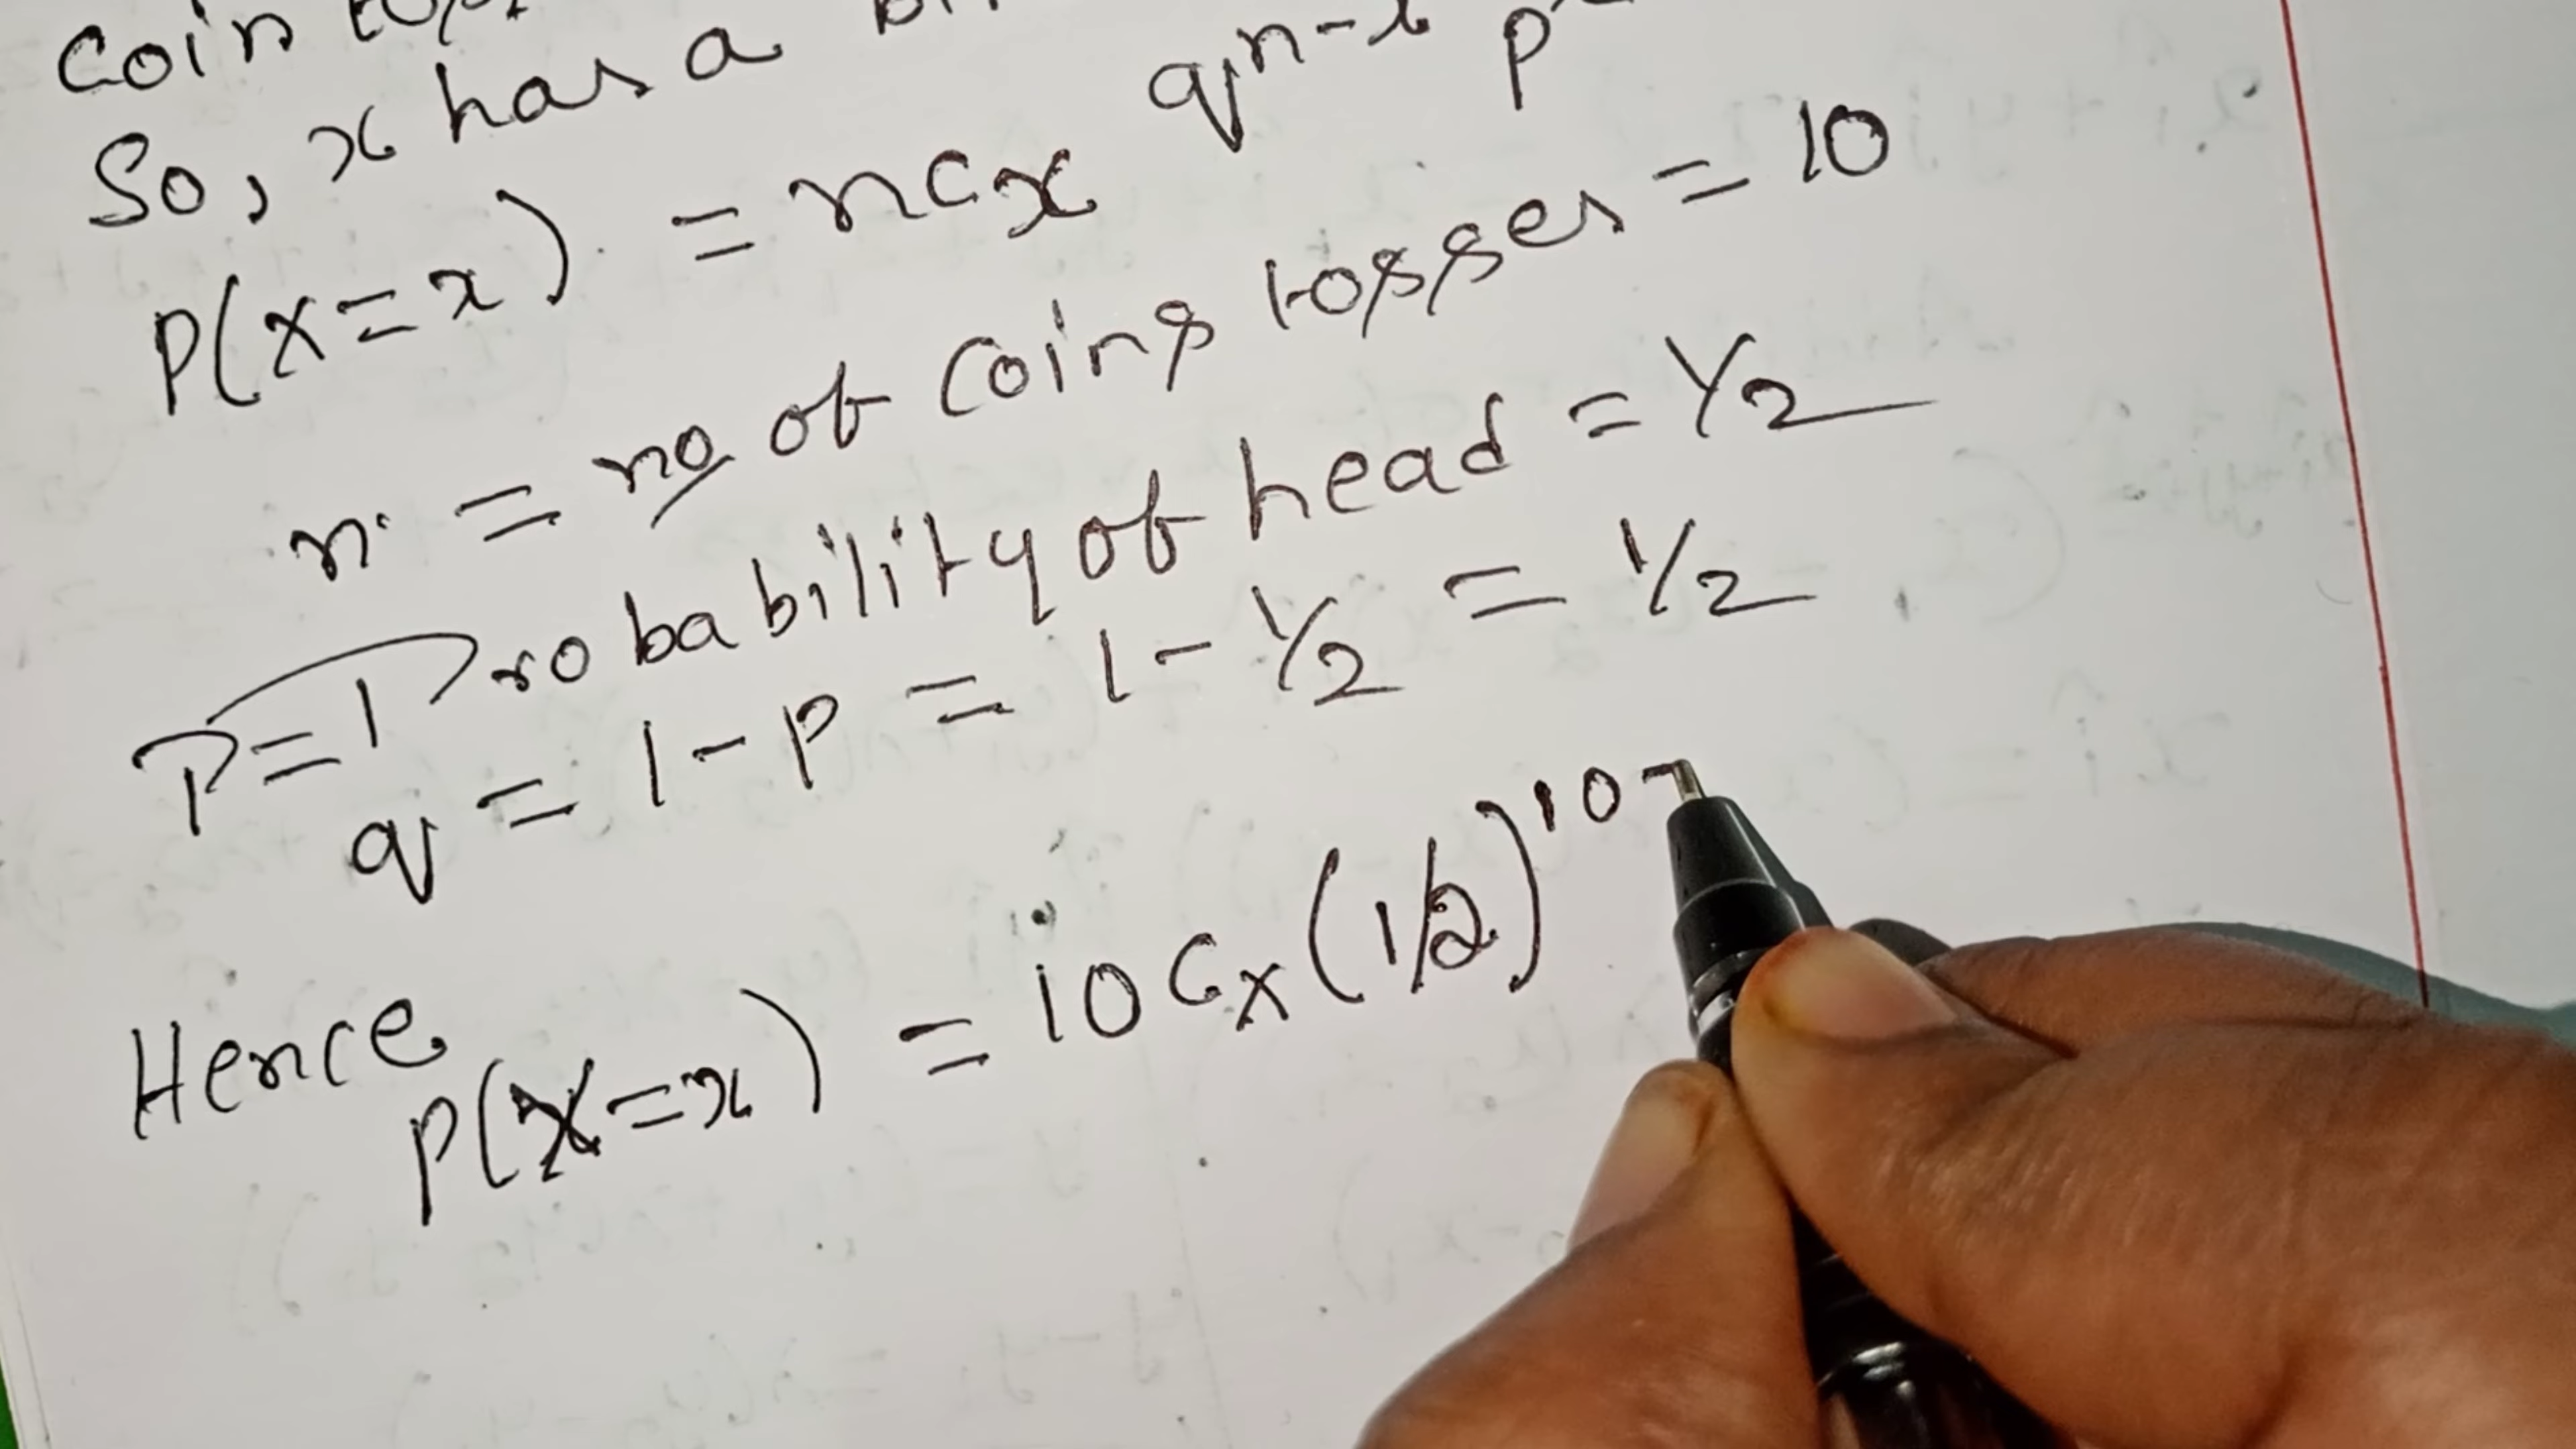 Coin
So, x has a
P(X=x) = nCx q^n-x p
n = no of Coins tosses = 10
P = Probability of head = 1/2
q = 1-p = 1-1/2 = 1/2
Hence
P(X=x) = 10Cx (1/2)^10-